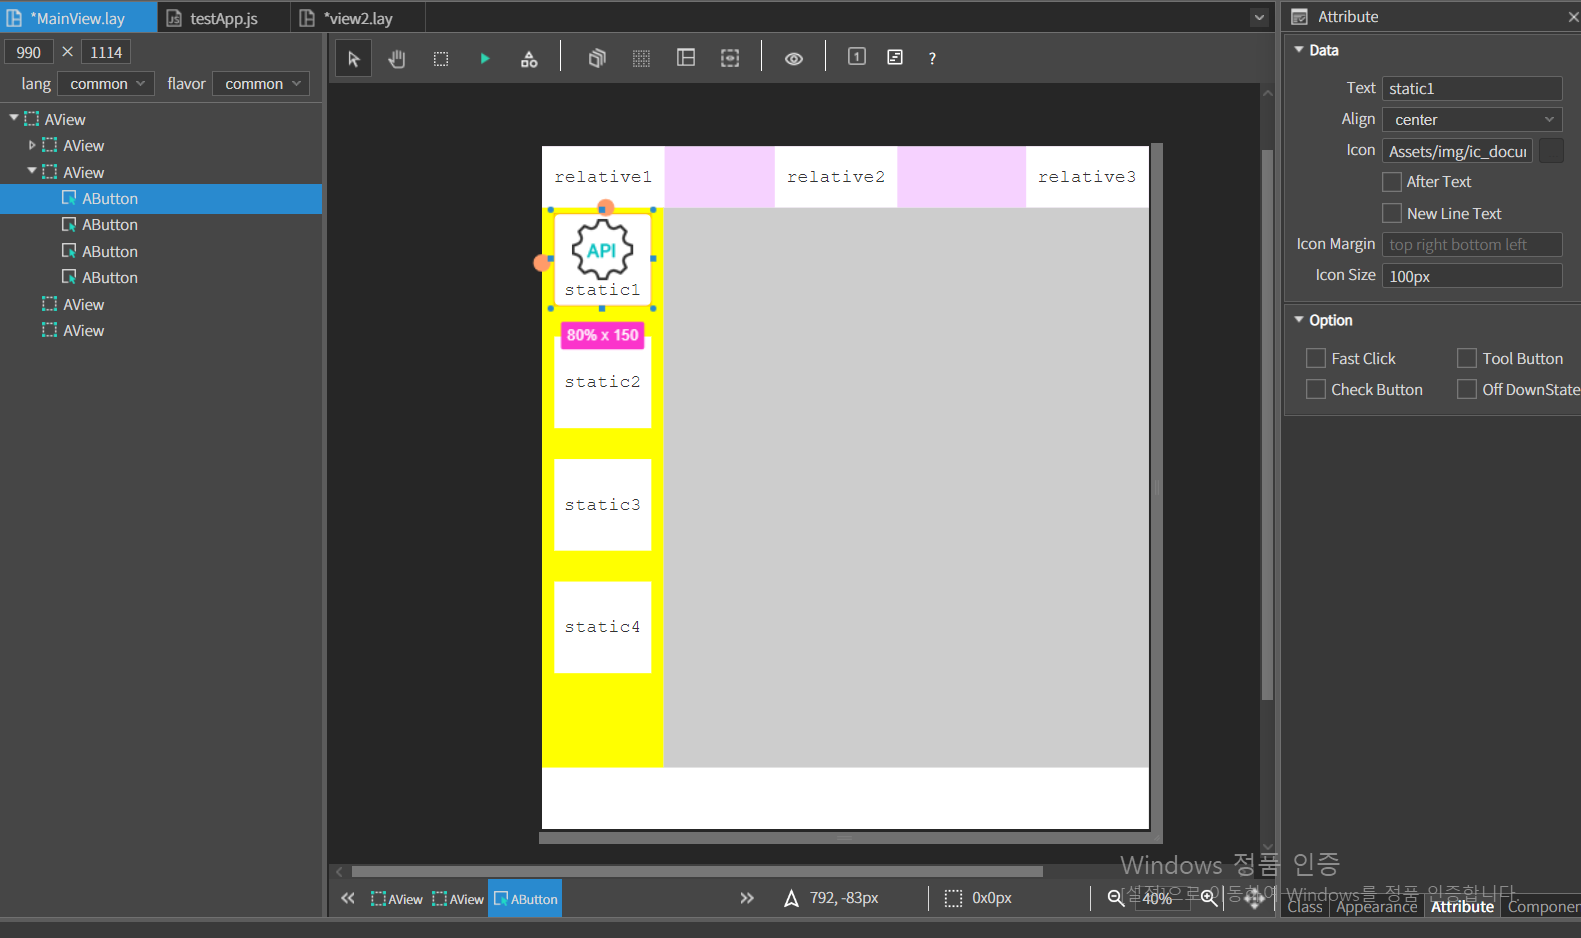 *MainView.lay
testApp.js
*view2.lay
Attribute
990 × 1114
lang common flavor common
AView
AView
AView
AButton
AButton
AButton
AButton
AView
AView
1
?
relative1
relative2
relative3
API
static1
80% x 150
static2
static3
static4
Data
Text static1
Align center
Icon Assets/img/ic_docu
After Text
New Line Text
Icon Margin top right bottom left
Icon Size 100px
Option
Fast Click
Tool Button
Check Button
Off DownState
Windows 정품 인증
[설정]으로 이동하여 Windows를 정품 인증합니다.
AView AView AButton
792, -83px
0x0px
40%
Class
Appearance
Attribute
Componen